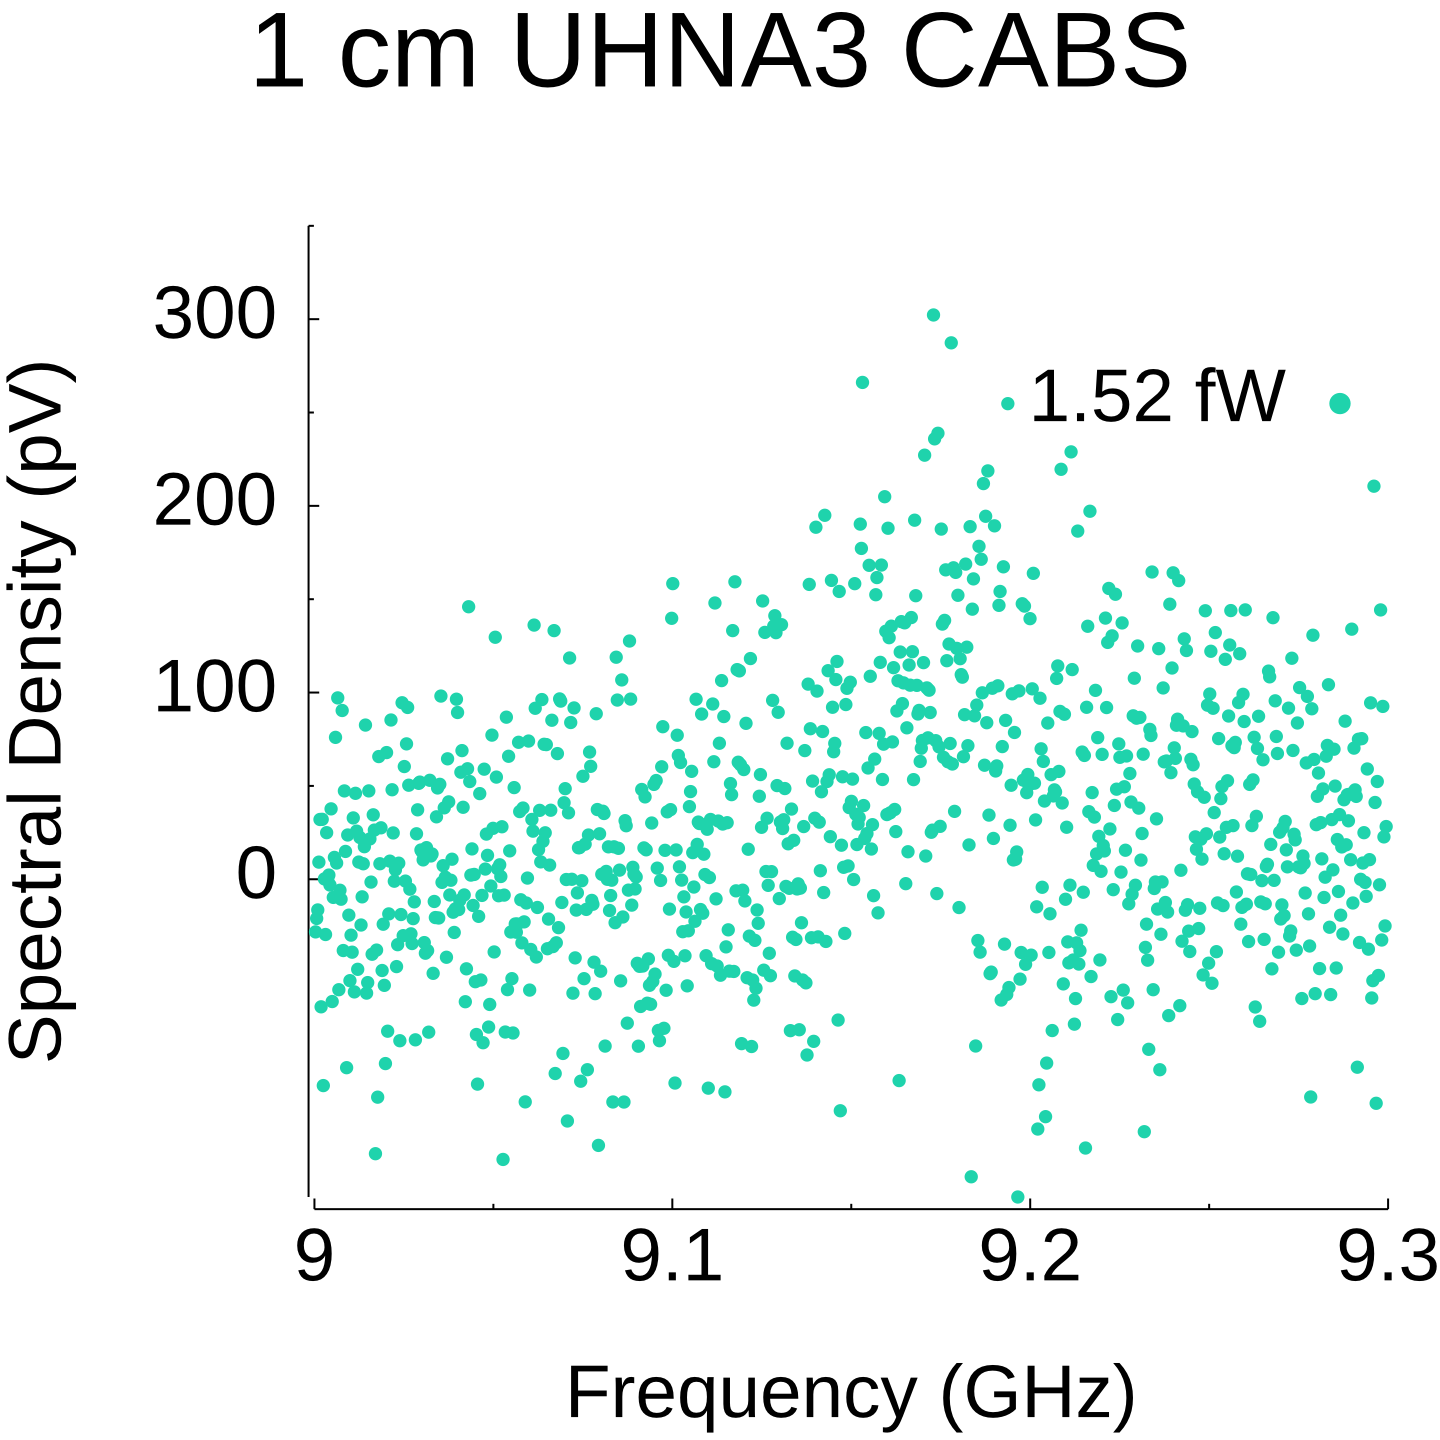 1 cm UHNA3 CABS
300
200
100
0
Spectral Density (pV)
1.52 fW
9
9.1
9.2
9.3
Frequency (GHz)